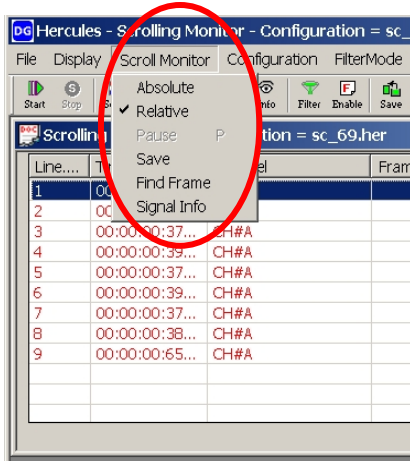 DG Hercules - Scrolling Monitor - Configuration = sc_
File Display Scroll Monitor Configuration FilterMode
Absolute
Relative
Pause P
Save
Find Frame
Signal Info
Start Stop Info Filter Enable Save
Scrolling tion = sc_69.her
Line.... el Fram
1 00
2 00
3 00:00:00:37... CH#A
4 00:00:00:39... CH#A
5 00:00:00:37... CH#A
6 00:00:00:39... CH#A
7 00:00:00:37... CH#A
8 00:00:00:38... CH#A
9 00:00:00:65... CH#A